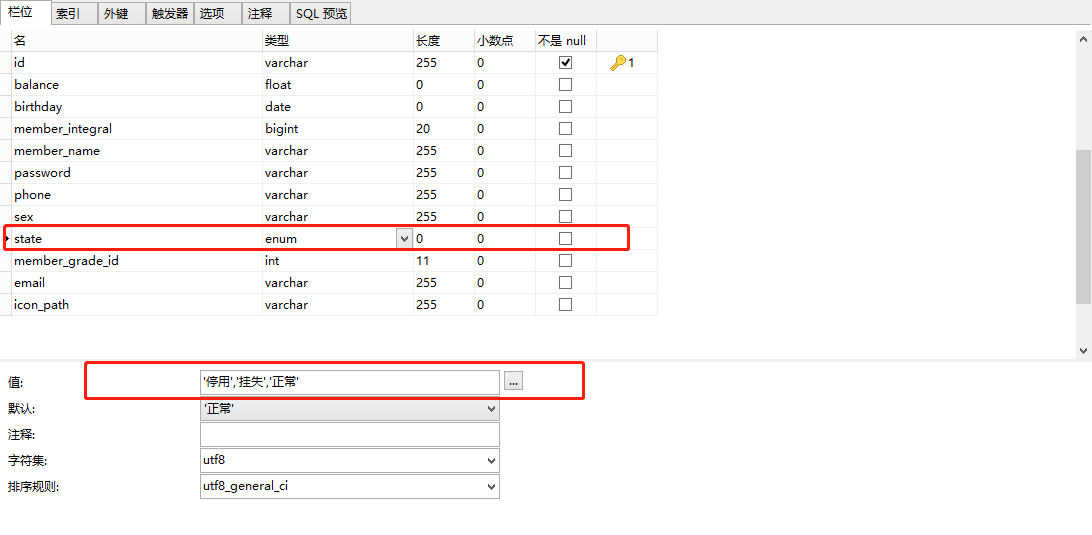 栏位 索引 外键 触发器 选项 注释 SQL 预览
名 类型 长度 小数点 不是 null
id varchar 255 0 1
balance float 0 0
birthday date 0 0
member_integral bigint 20 0
member_name varchar 255 0
password varchar 255 0
phone varchar 255 0
sex varchar 255 0
state enum 0 0
member_grade_id int 11 0
email varchar 255 0
icon_path varchar 255 0
值: '停用','挂失','正常' ...
默认: '正常'
注释:
字符集: utf8
排序规则: utf8_general_ci